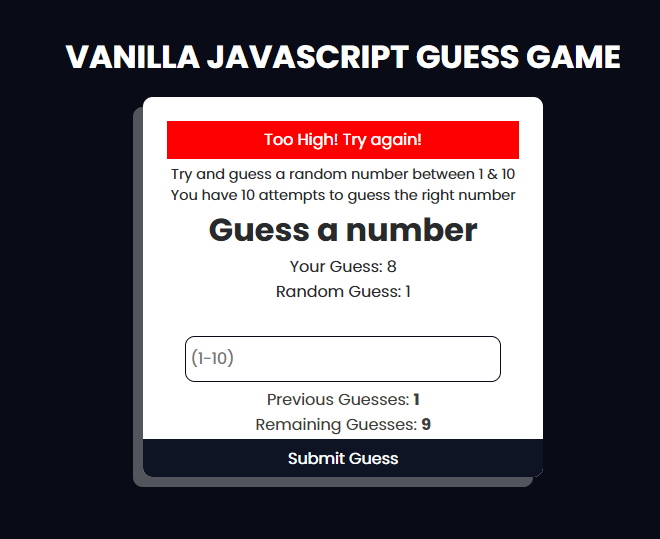 VANILLA JAVASCRIPT GUESS GAME
Too High! Try again!
Try and guess a random number between 1 & 10
You have 10 attempts to guess the right number
Guess a number
Your Guess: 8
Random Guess: 1
(1-10)
Previous Guesses: 1
Remaining Guesses: 9
Submit Guess